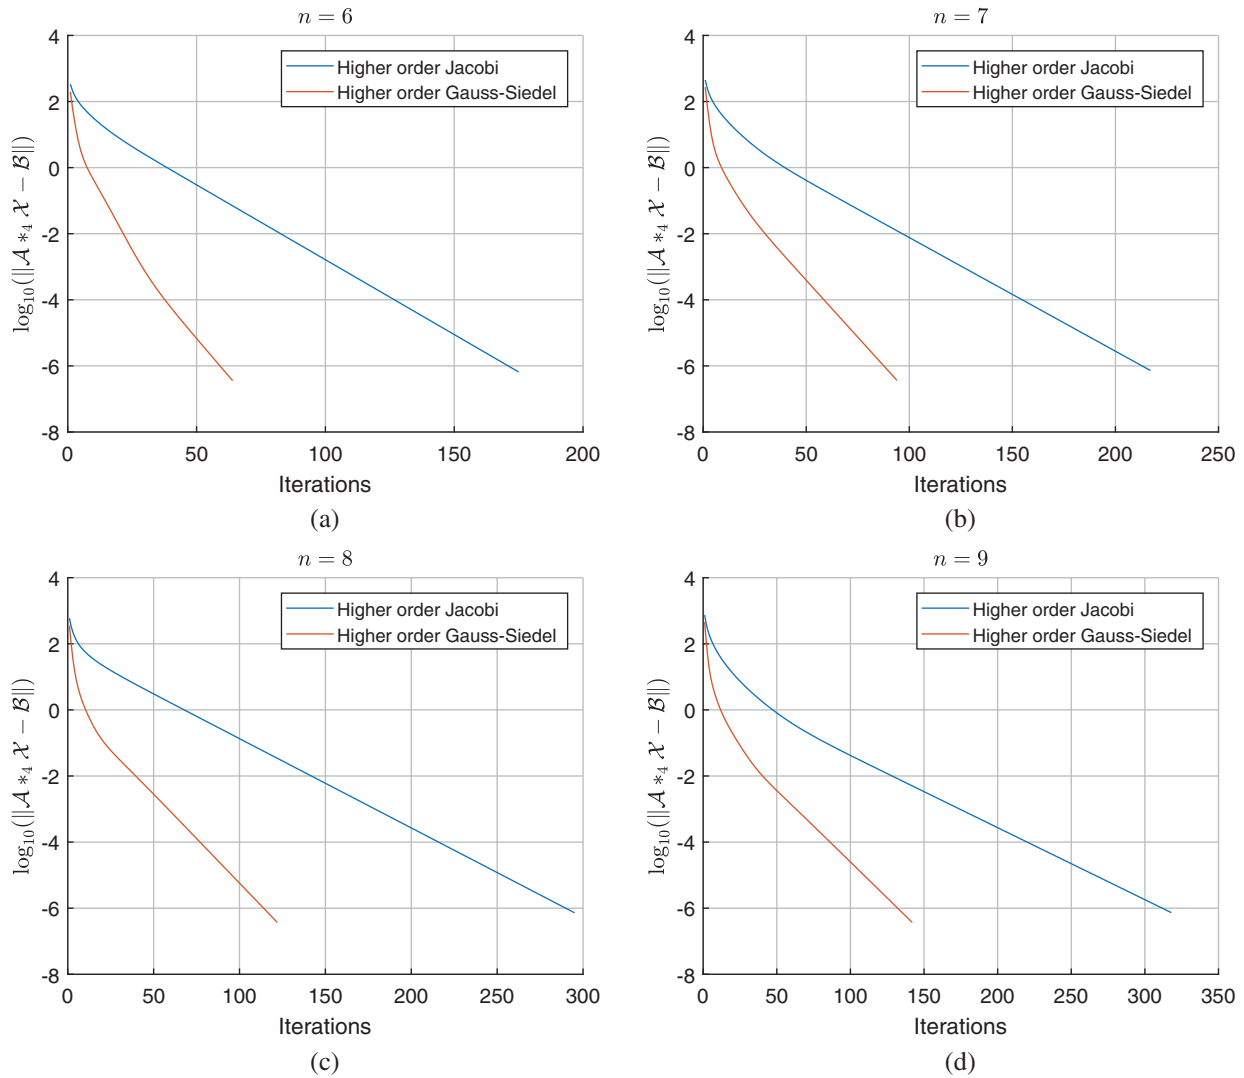 n = 6
4
2
0
-2
-4
-6
-8
log₁₀(‖𝒜 *₄ 𝒳 − ℬ‖)
Higher order Jacobi
Higher order Gauss-Siedel
0 50 100 150 200
Iterations
(a)
n = 7
4
2
0
-2
-4
-6
-8
log₁₀(‖𝒜 *₄ 𝒳 − ℬ‖)
Higher order Jacobi
Higher order Gauss-Siedel
0 50 100 150 200 250
Iterations
(b)
n = 8
4
2
0
-2
-4
-6
-8
log₁₀(‖𝒜 *₄ 𝒳 − ℬ‖)
Higher order Jacobi
Higher order Gauss-Siedel
0 50 100 150 200 250 300
Iterations
(c)
n = 9
4
2
0
-2
-4
-6
-8
log₁₀(‖𝒜 *₄ 𝒳 − ℬ‖)
Higher order Jacobi
Higher order Gauss-Siedel
0 50 100 150 200 250 300 350
Iterations
(d)